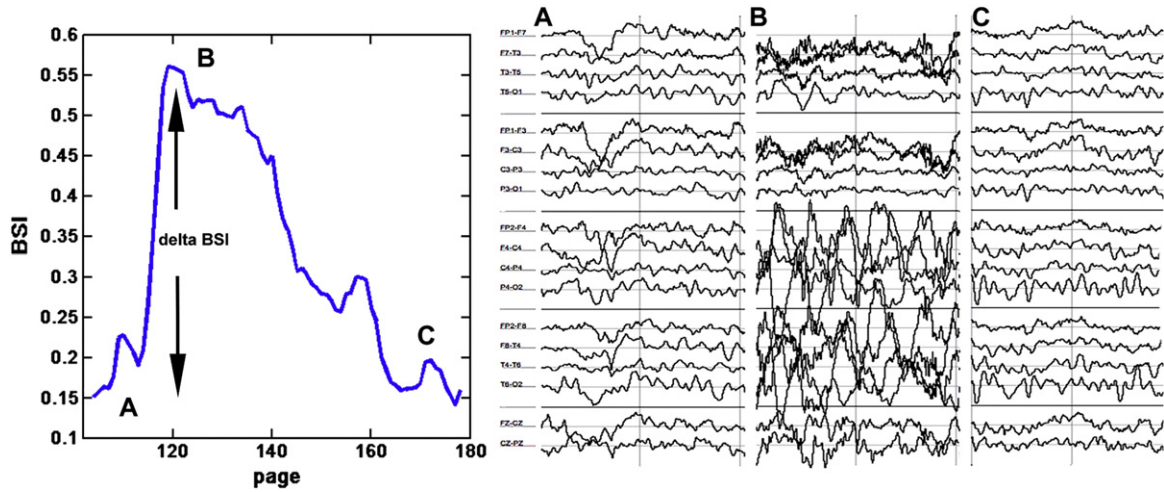 0.6
0.55
0.5
0.45
0.4
0.35
0.3
0.25
0.2
0.15
0.1
BSI
120
140
160
180
page
A
B
C
delta BSI
A
B
C
FP1-F7
F7-T3
T3-T5
T5-O1
FP1-F3
F3-C3
C3-P3
P3-O1
FP2-F4
F4-C4
C4-P4
P4-O2
FP2-F8
F8-T4
T4-T6
T6-O2
FZ-CZ
CZ-PZ